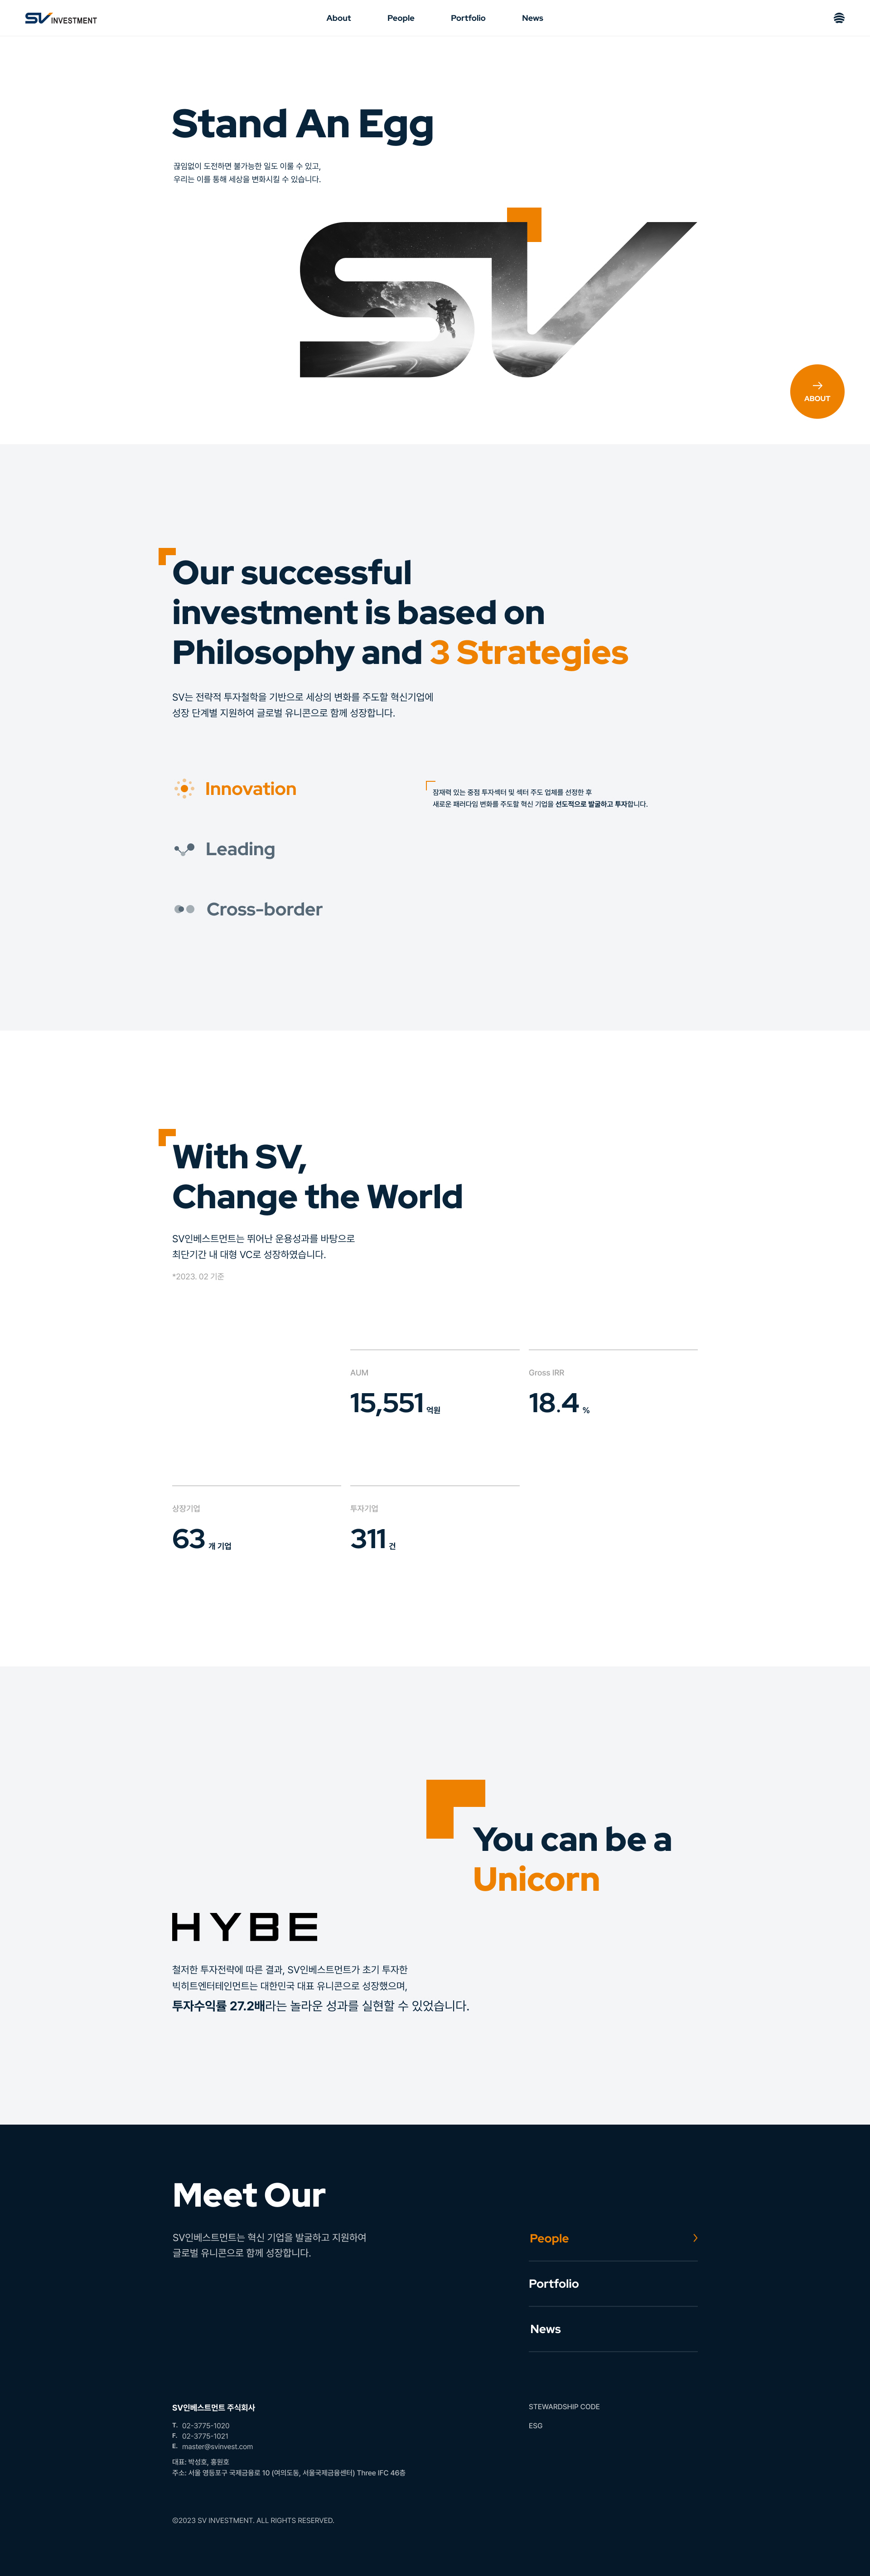 SV INVESTMENT
About
People
Portfolio
News
Stand An Egg
끊임없이 도전하면 불가능한 일도 이룰 수 있고,
우리는 이를 통해 세상을 변화시킬 수 있습니다.
SV
ABOUT
Our successful
investment is based on
Philosophy and 3 Strategies
SV는 전략적 투자철학을 기반으로 세상의 변화를 주도할 혁신기업에
성장 단계별 지원하여 글로벌 유니콘으로 함께 성장합니다.
Innovation
잠재력 있는 중점 투자섹터 및 섹터 주도 업체를 선정한 후
새로운 패러다임 변화를 주도할 혁신 기업을 선도적으로 발굴하고 투자합니다.
Leading
Cross-border
With SV,
Change the World
SV인베스트먼트는 뛰어난 운용성과를 바탕으로
최단기간 내 대형 VC로 성장하였습니다.
*2023. 02 기준
AUM
15,551 억원
Gross IRR
18.4 %
상장기업
63 개 기업
투자기업
311 건
You can be a
Unicorn
HYBE
철저한 투자전략에 따른 결과, SV인베스트먼트가 초기 투자한
빅히트엔터테인먼트는 대한민국 대표 유니콘으로 성장했으며,
투자수익률 27.2배라는 놀라운 성과를 실현할 수 있었습니다.
Meet Our
SV인베스트먼트는 혁신 기업을 발굴하고 지원하여
글로벌 유니콘으로 함께 성장합니다.
People
Portfolio
News
SV인베스트먼트 주식회사
T. 02-3775-1020
F. 02-3775-1021
E. master@svinvest.com
대표: 박성호, 홍원호
주소: 서울 영등포구 국제금융로 10 (여의도동, 서울국제금융센터) Three IFC 46층
STEWARDSHIP CODE
ESG
©2023 SV INVESTMENT. ALL RIGHTS RESERVED.